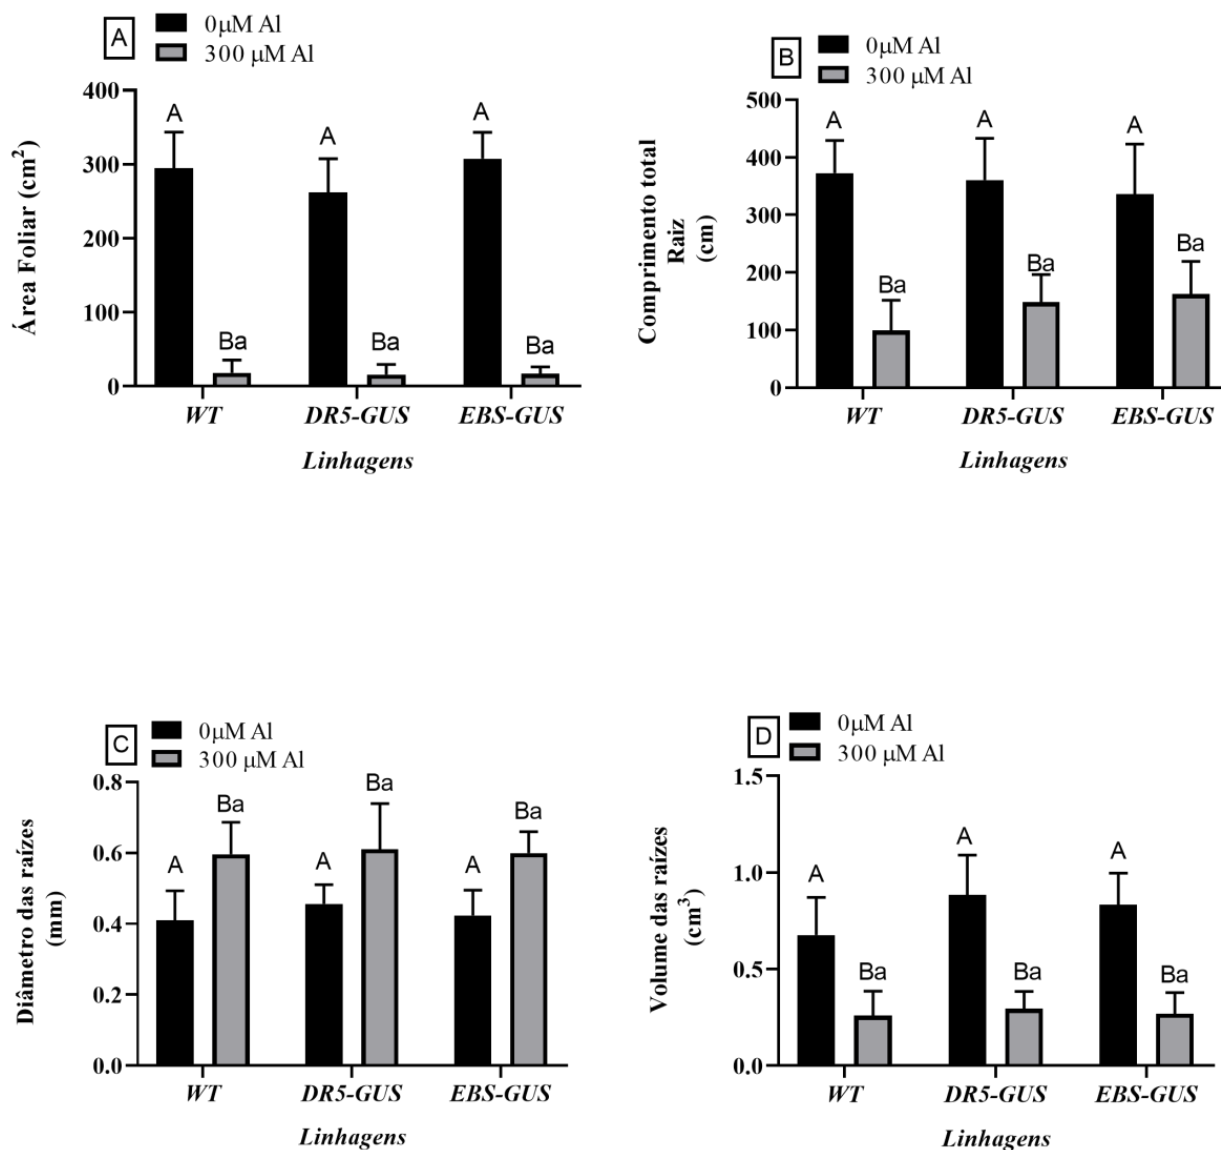 A
0μM Al
300 μM Al
Área Foliar (cm²)
400
300
200
100
0
A
Ba
A
Ba
A
Ba
WT
DR5-GUS
EBS-GUS
Linhagens
B
0μM Al
300 μM Al
Comprimento total
Raiz
(cm)
500
400
300
200
100
0
A
Ba
A
Ba
A
Ba
WT
DR5-GUS
EBS-GUS
Linhagens
C
0μM Al
300 μM Al
Diâmetro das raízes
(mm)
0.8
0.6
0.4
0.2
0.0
A
Ba
A
Ba
A
Ba
WT
DR5-GUS
EBS-GUS
Linhagens
D
0μM Al
300 μM Al
Volume das raízes
(cm³)
1.5
1.0
0.5
0.0
A
Ba
A
Ba
A
Ba
WT
DR5-GUS
EBS-GUS
Linhagens